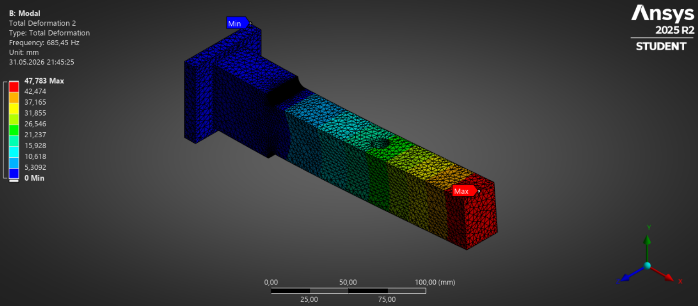 B: Modal
Total Deformation 2
Type: Total Deformation
Frequency: 685,45 Hz
Unit: mm
31.05.2026 21:45:25
47,783 Max
42,474
37,165
31,855
26,546
21,237
15,928
10,618
5,3092
0 Min
Min
Max
Ansys
2025 R2
STUDENT
0,00
50,00
100,00 (mm)
25,00
75,00
Y
X